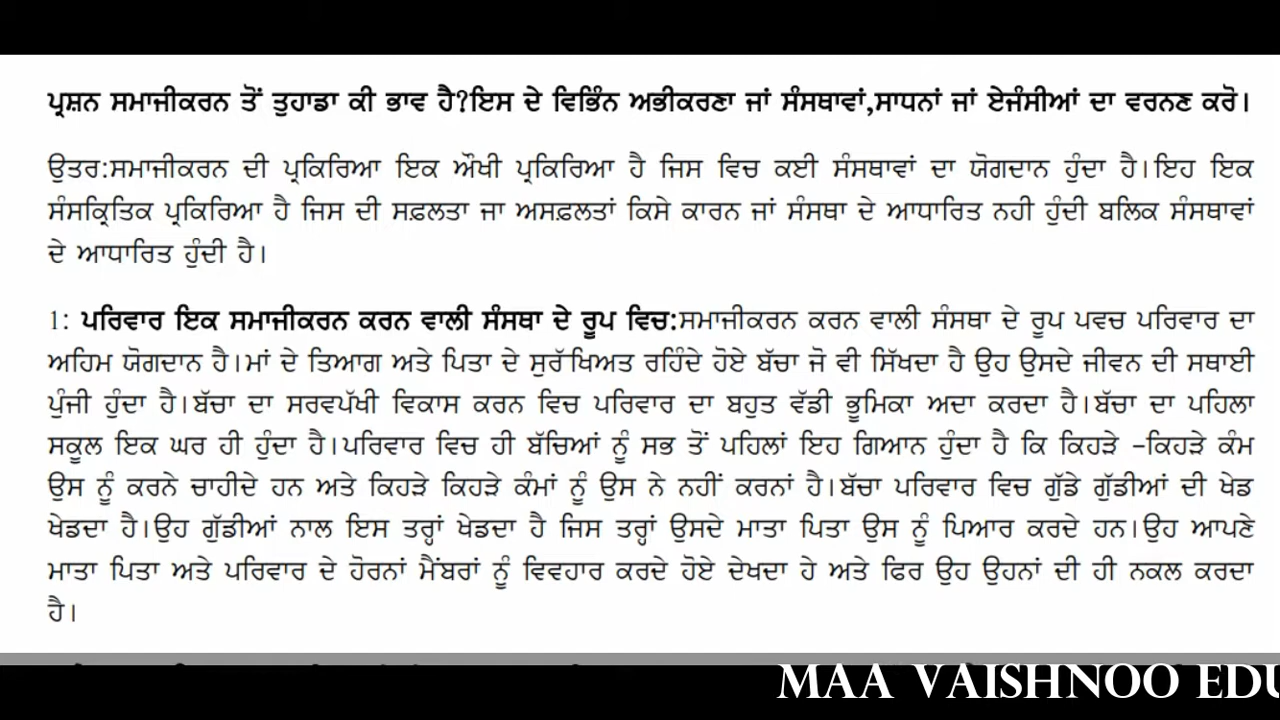 ਪ੍ਰਸ਼ਨ ਸਮਾਜੀਕਰਨ ਤੋਂ ਤੁਹਾਡਾ ਕੀ ਭਾਵ ਹੈ?ਇਸ ਦੇ ਵਿਭਿੰਨ ਅਭੀਕਰਣਾ ਜਾਂ ਸੰਸਥਾਵਾਂ,ਸਾਧਨਾਂ ਜਾਂ ਏਜੰਸੀਆਂ ਦਾ ਵਰਨਣ ਕਰੋ।
ਉਤਰ:ਸਮਾਜੀਕਰਨ ਦੀ ਪ੍ਰਕਿਰਿਆ ਇਕ ਔਖੀ ਪ੍ਰਕਿਰਿਆ ਹੈ ਜਿਸ ਵਿਚ ਕਈ ਸੰਸਥਾਵਾਂ ਦਾ ਯੋਗਦਾਨ ਹੁੰਦਾ ਹੈ।ਇਹ ਇਕ
ਸੰਸਕ੍ਰਿਤਿਕ ਪ੍ਰਕਿਰਿਆ ਹੈ ਜਿਸ ਦੀ ਸਫ਼ਲਤਾ ਜਾ ਅਸਫ਼ਲਤਾਂ ਕਿਸੇ ਕਾਰਨ ਜਾਂ ਸੰਸਥਾ ਦੇ ਆਧਾਰਿਤ ਨਹੀ ਹੁੰਦੀ ਬਲਿਕ ਸੰਸਥਾਵਾਂ
ਦੇ ਆਧਾਰਿਤ ਹੁੰਦੀ ਹੈ।
1: ਪਰਿਵਾਰ ਇਕ ਸਮਾਜੀਕਰਨ ਕਰਨ ਵਾਲੀ ਸੰਸਥਾ ਦੇ ਰੂਪ ਵਿਚ:ਸਮਾਜੀਕਰਨ ਕਰਨ ਵਾਲੀ ਸੰਸਥਾ ਦੇ ਰੂਪ ਪਵਚ ਪਰਿਵਾਰ ਦਾ
ਅਹਿਮ ਯੋਗਦਾਨ ਹੈ।ਮਾਂ ਦੇ ਤਿਆਗ ਅਤੇ ਪਿਤਾ ਦੇ ਸੁਰੱਖਿਅਤ ਰਹਿੰਦੇ ਹੋਏ ਬੱਚਾ ਜੋ ਵੀ ਸਿੱਖਦਾ ਹੈ ਉਹ ਉਸਦੇ ਜੀਵਨ ਦੀ ਸਥਾਈ
ਪੁੰਜੀ ਹੁੰਦਾ ਹੈ।ਬੱਚਾ ਦਾ ਸਰਵਪੱਖੀ ਵਿਕਾਸ ਕਰਨ ਵਿਚ ਪਰਿਵਾਰ ਦਾ ਬਹੁਤ ਵੱਡੀ ਭੂਮਿਕਾ ਅਦਾ ਕਰਦਾ ਹੈ।ਬੱਚਾ ਦਾ ਪਹਿਲਾ
ਸਕੂਲ ਇਕ ਘਰ ਹੀ ਹੁੰਦਾ ਹੈ।ਪਰਿਵਾਰ ਵਿਚ ਹੀ ਬੱਚਿਆਂ ਨੂੰ ਸਭ ਤੋਂ ਪਹਿਲਾਂ ਇਹ ਗਿਆਨ ਹੁੰਦਾ ਹੈ ਕਿ ਕਿਹੜੇ -ਕਿਹੜੇ ਕੰਮ
ਉਸ ਨੂੰ ਕਰਨੇ ਚਾਹੀਦੇ ਹਨ ਅਤੇ ਕਿਹੜੇ ਕਿਹੜੇ ਕੰਮਾਂ ਨੂੰ ਉਸ ਨੇ ਨਹੀਂ ਕਰਨਾਂ ਹੈ।ਬੱਚਾ ਪਰਿਵਾਰ ਵਿਚ ਗੁੱਡੇ ਗੁੱਡੀਆਂ ਦੀ ਖੇਡ
ਖੇਡਦਾ ਹੈ।ਉਹ ਗੁੱਡੀਆਂ ਨਾਲ ਇਸ ਤਰ੍ਹਾਂ ਖੇਡਦਾ ਹੈ ਜਿਸ ਤਰ੍ਹਾਂ ਉਸਦੇ ਮਾਤਾ ਪਿਤਾ ਉਸ ਨੂੰ ਪਿਆਰ ਕਰਦੇ ਹਨ।ਉਹ ਆਪਣੇ
ਮਾਤਾ ਪਿਤਾ ਅਤੇ ਪਰਿਵਾਰ ਦੇ ਹੋਰਨਾਂ ਮੈਂਬਰਾਂ ਨੂੰ ਵਿਵਹਾਰ ਕਰਦੇ ਹੋਏ ਦੇਖਦਾ ਹੇ ਅਤੇ ਫਿਰ ਉਹ ਉਹਨਾਂ ਦੀ ਹੀ ਨਕਲ ਕਰਦਾ
ਹੈ।
MAA VAISHNOO EDU